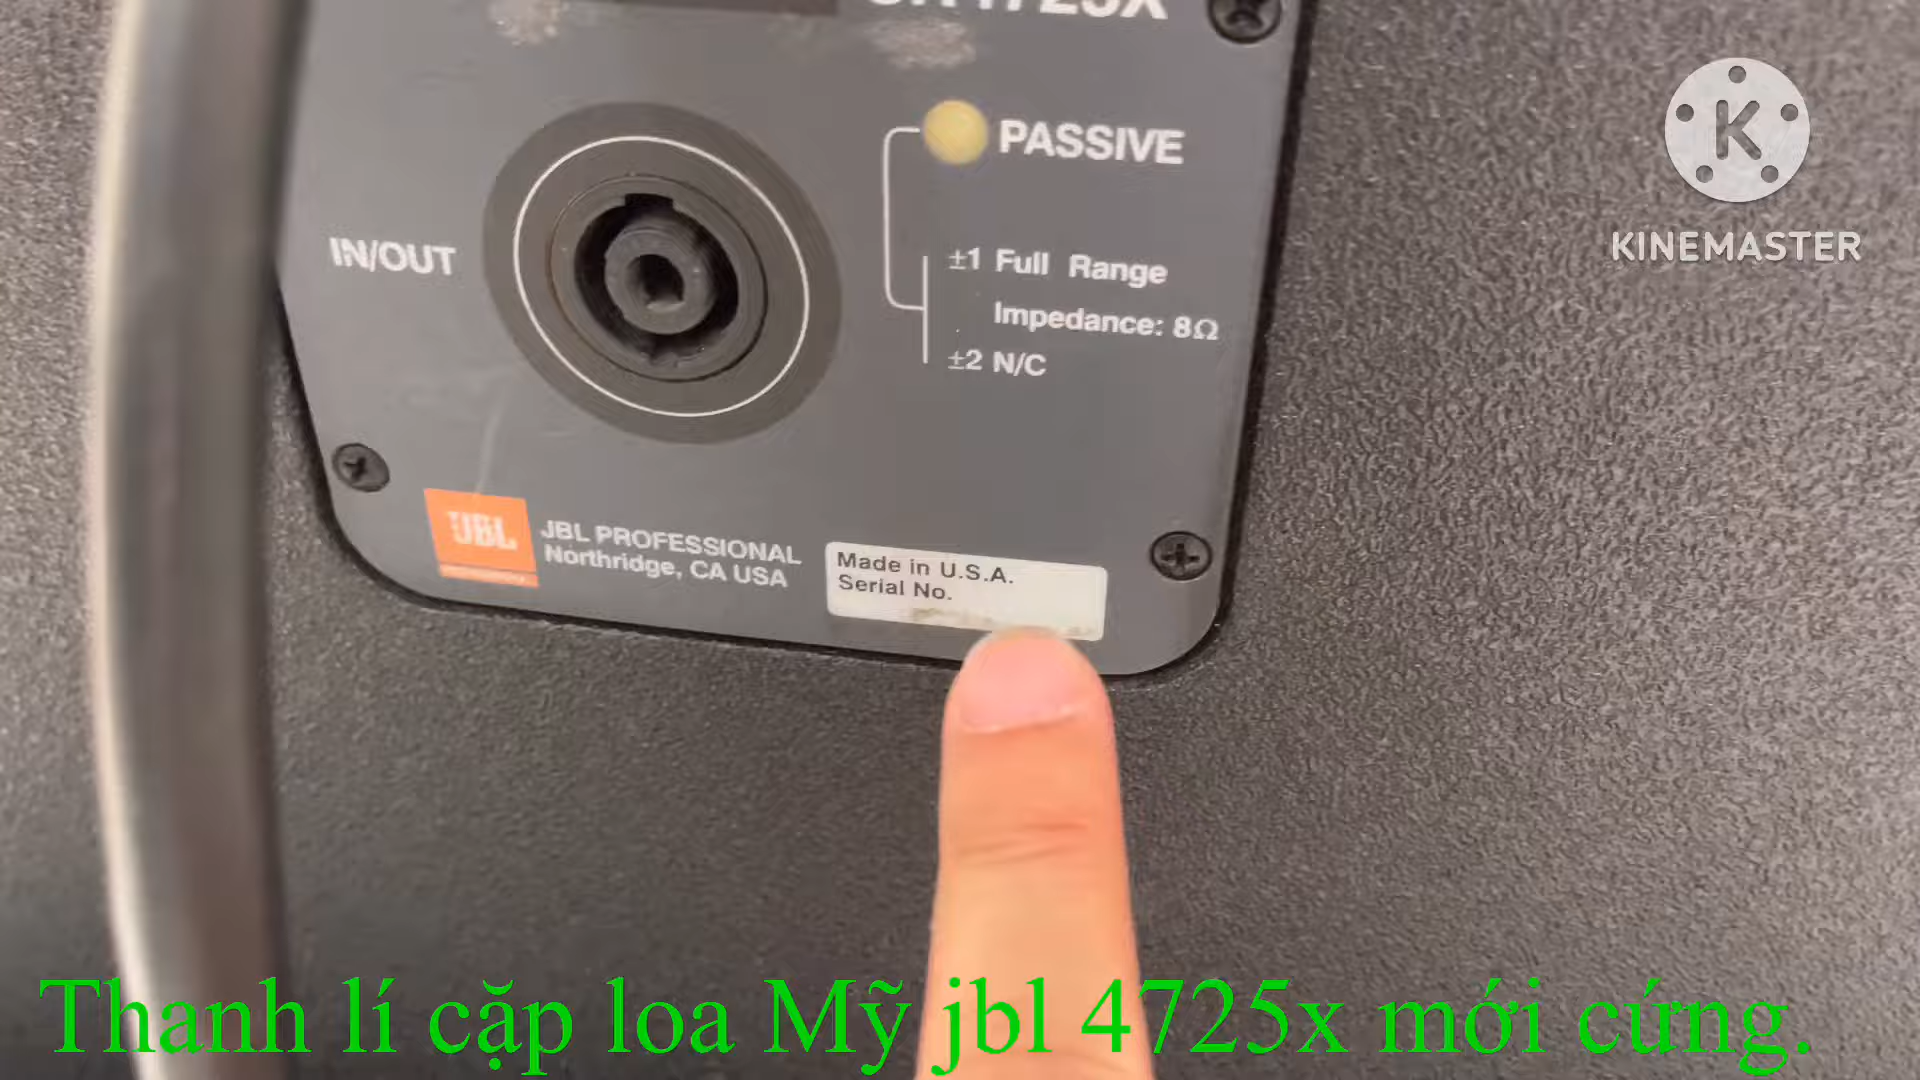 PASSIVE
IN/OUT
±1 Full Range
Impedance: 8Ω
±2 N/C
JBL
JBL PROFESSIONAL
Northridge, CA USA
Made in U.S.A.
Serial No.
K
KINEMASTER
Thanh lí cặp loa Mỹ jbl 4725x mới cứng.